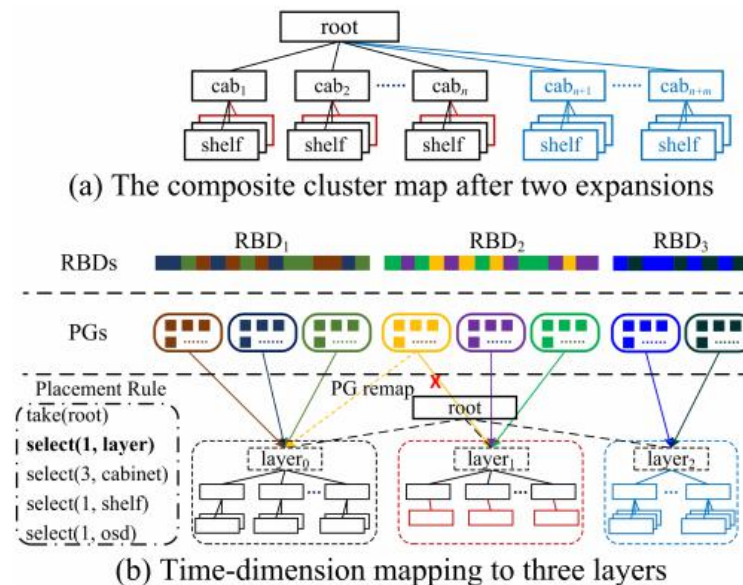 root
cab1 cab2 ...... cabn cabn+1 ...... cabn+m
shelf shelf shelf shelf shelf
(a) The composite cluster map after two expansions
RBD1 RBD2 RBD3
RBDs
PGs
...... ...... ...... ...... ...... ...... ...... ......
Placement Rule
PG remap X
take(root)
root
select(1, layer)
layer0 layer1 layer2
select(3, cabinet)
select(1, shelf)
... ... ...
select(1, osd)
(b) Time-dimension mapping to three layers